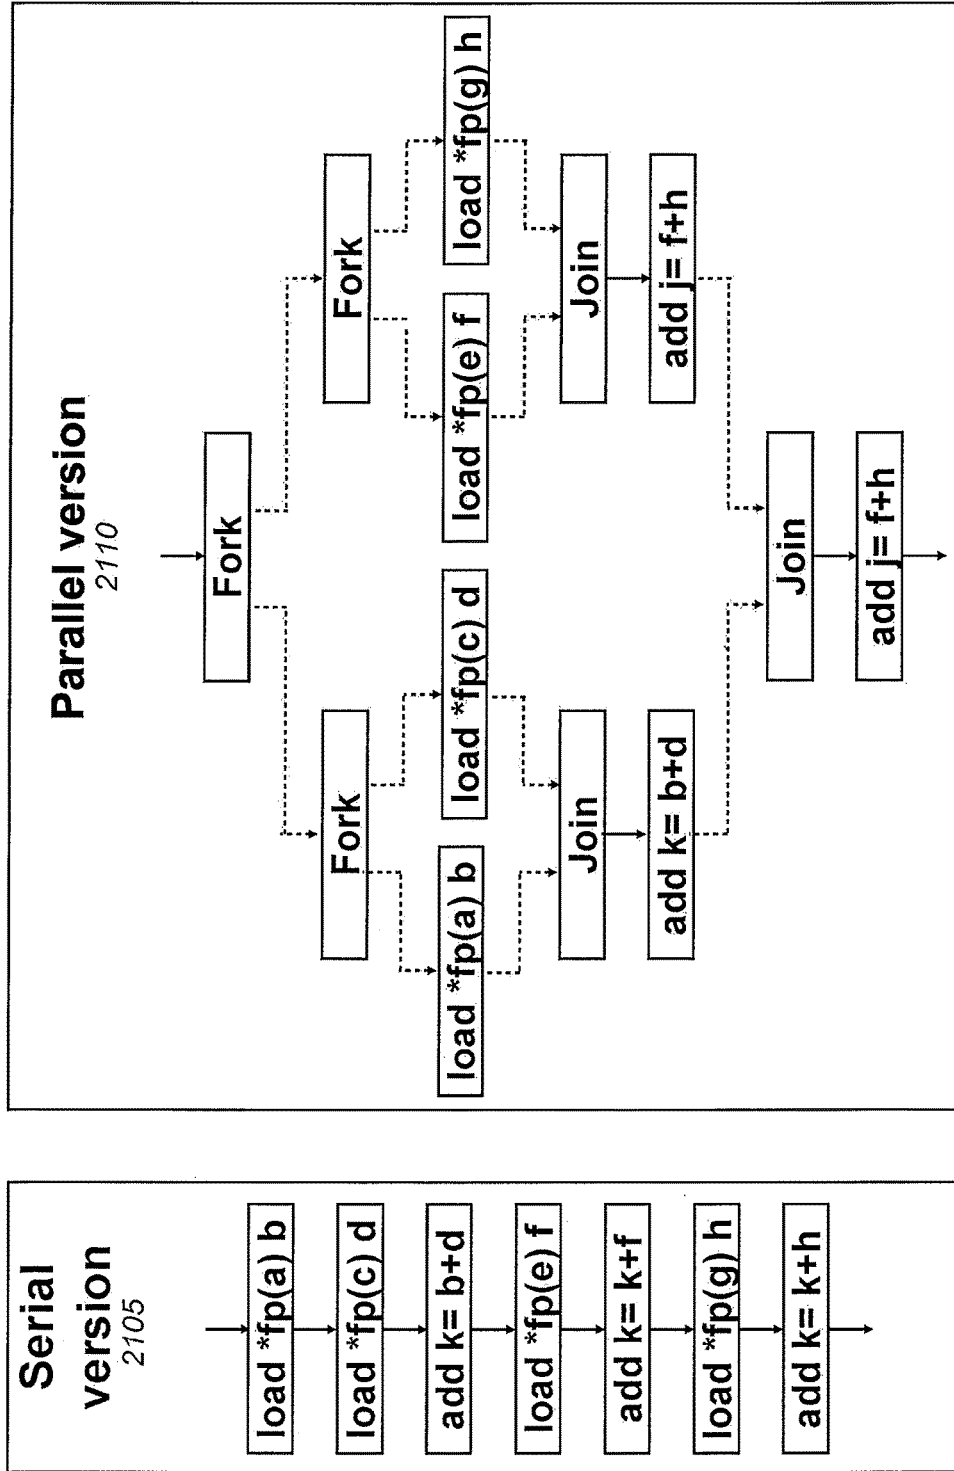 Serial
version
2105
load *fp(a) b
load *fp(c) d
add k= b+d
load *fp(e) f
add k= k+f
load *fp(g) h
add k= k+h
Parallel version
2110
Fork
Fork
Fork
load *fp(a) b
load *fp(c) d
load *fp(e) f
load *fp(g) h
Join
Join
add k= b+d
add j= f+h
Join
add j= f+h